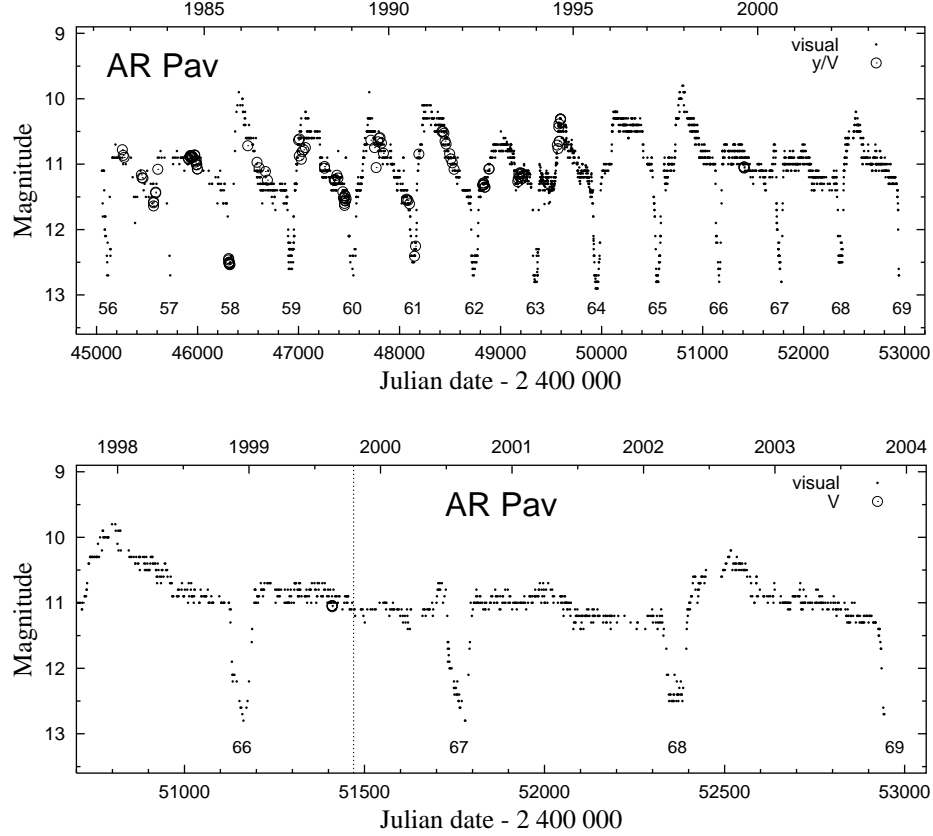 1985 1990 1995 2000
9
AR Pav
visual
y/V
10
11
Magnitude
12
13
56 57 58 59 60 61 62 63 64 65 66 67 68 69
45000 46000 47000 48000 49000 50000 51000 52000 53000
Julian date - 2 400 000
1998 1999 2000 2001 2002 2003 2004
9
AR Pav
visual
V
10
11
Magnitude
12
13
66 67 68 69
51000 51500 52000 52500 53000
Julian date - 2 400 000